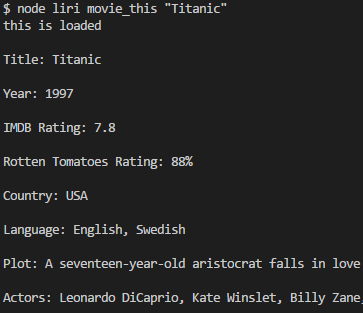 $ node liri movie_this "Titanic"
this is loaded
Title: Titanic
Year: 1997
IMDB Rating: 7.8
Rotten Tomatoes Rating: 88%
Country: USA
Language: English, Swedish
Plot: A seventeen-year-old aristocrat falls in love
Actors: Leonardo DiCaprio, Kate Winslet, Billy Zane,